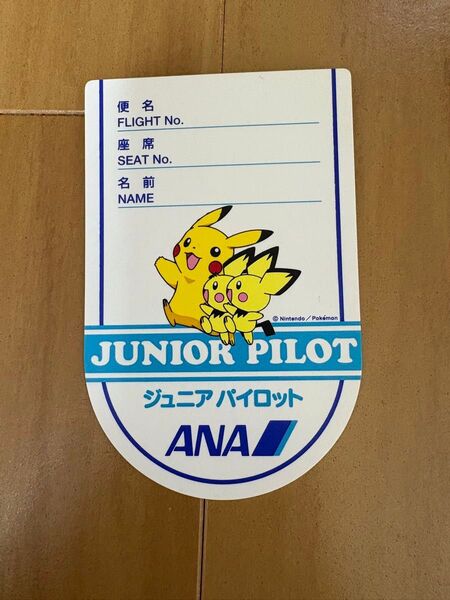 便名
FLIGHT No.
座席
SEAT No.
名前
NAME
© Nintendo/Pokémon
JUNIOR PILOT
ジュニア パイロット
ANA